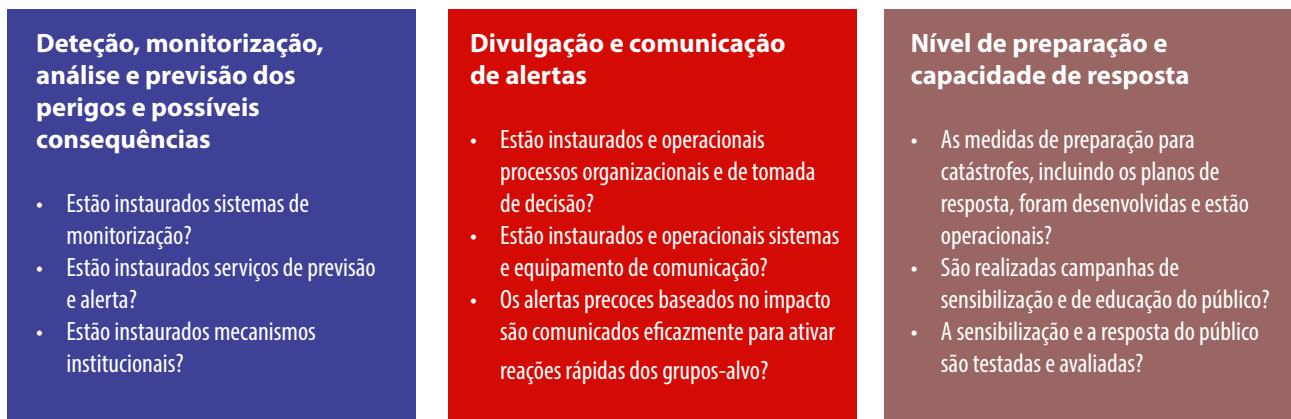 Deteção, monitorização,
análise e previsão dos
perigos e possíveis
consequências
• Estão instaurados sistemas de
monitorização?
• Estão instaurados serviços de previsão
e alerta?
• Estão instaurados mecanismos
institucionais?
Divulgação e comunicação
de alertas
• Estão instaurados e operacionais
processos organizacionais e de tomada
de decisão?
• Estão instaurados e operacionais sistemas
e equipamento de comunicação?
• Os alertas precoces baseados no impacto
são comunicados eficazmente para ativar
reações rápidas dos grupos-alvo?
Nível de preparação e
capacidade de resposta
• As medidas de preparação para
catástrofes, incluindo os planos de
resposta, foram desenvolvidas e estão
operacionais?
• São realizadas campanhas de
sensibilização e de educação do público?
• A sensibilização e a resposta do público
são testadas e avaliadas?